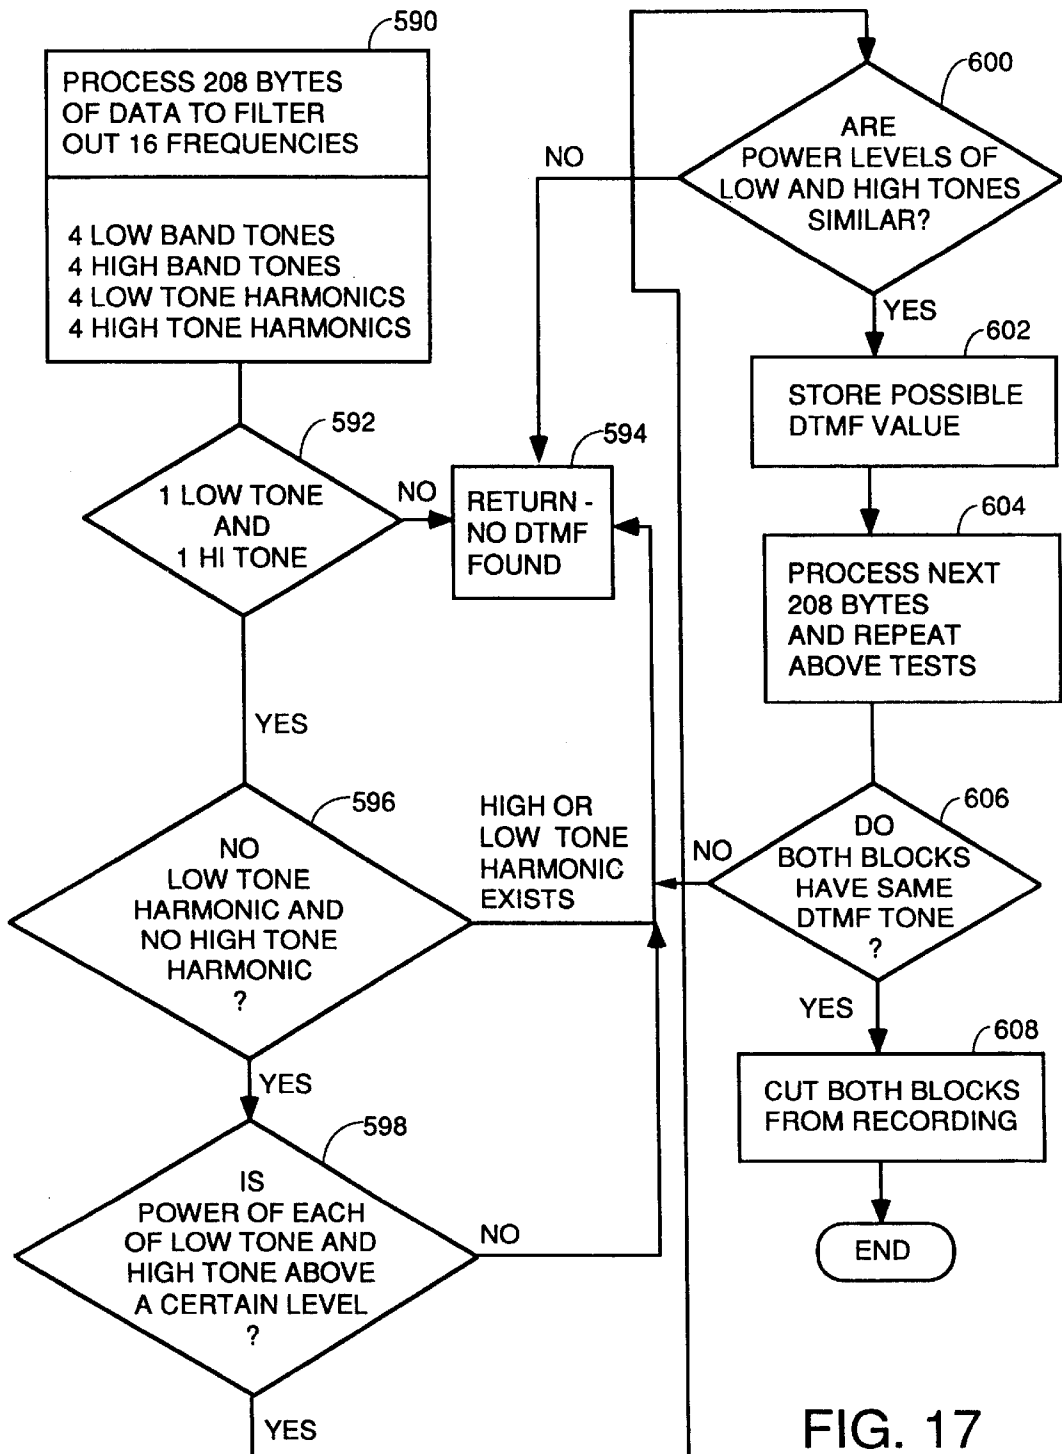 590
PROCESS 208 BYTES
OF DATA TO FILTER
OUT 16 FREQUENCIES
4 LOW BAND TONES
4 HIGH BAND TONES
4 LOW TONE HARMONICS
4 HIGH TONE HARMONICS
592
1 LOW TONE
AND
1 HI TONE
NO
594
RETURN -
NO DTMF
FOUND
YES
596
NO
LOW TONE
HARMONIC AND
NO HIGH TONE
HARMONIC
?
HIGH OR
LOW TONE
HARMONIC
EXISTS
YES
598
IS
POWER OF EACH
OF LOW TONE AND
HIGH TONE ABOVE
A CERTAIN LEVEL
?
NO
YES
600
ARE
POWER LEVELS OF
LOW AND HIGH TONES
SIMILAR?
NO
YES
602
STORE POSSIBLE
DTMF VALUE
604
PROCESS NEXT
208 BYTES
AND REPEAT
ABOVE TESTS
606
DO
BOTH BLOCKS
HAVE SAME
DTMF TONE
?
NO
YES
608
CUT BOTH BLOCKS
FROM RECORDING
END
FIG. 17